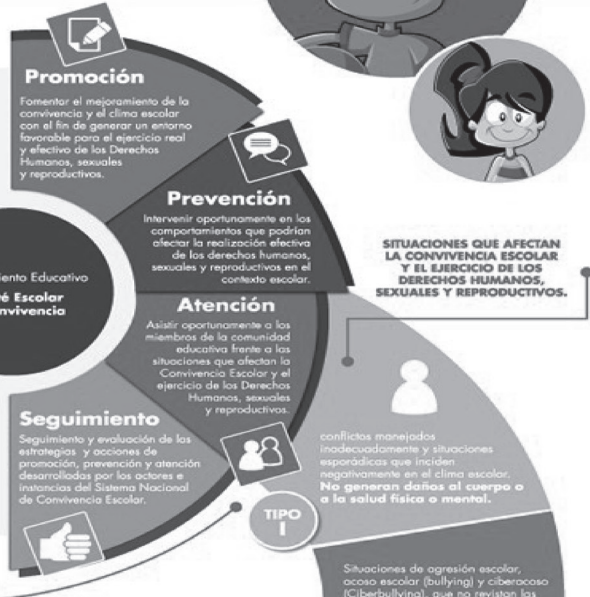 Promoción
Fomentar el mejoramiento de la
convivencia y el clima escolar
con el fin de generar un entorno
favorable para el ejercicio real
y efectivo de los Derechos
Humanos, sexuales
y reproductivos.
Prevención
Intervenir oportunamente en los
comportamientos que podrían
afectar la realización efectiva
de los derechos humanos,
sexuales y reproductivos en el
contexto escolar.
iento Educativo
é Escolar
nvivencia
Atención
Asistir oportunamente a los
miembros de la comunidad
educativa frente a las
situaciones que afectan la
Convivencia Escolar y el
ejercicio de los Derechos
Humanos, sexuales
y reproductivos.
Seguimiento
Seguimiento y evaluación de las
estrategias y acciones de
promoción, prevención y atención
desarrolladas por los actores e
instancias del Sistema Nacional
de Convivencia Escolar.
SITUACIONES QUE AFECTAN
LA CONVIVENCIA ESCOLAR
Y EL EJERCICIO DE LOS
DERECHOS HUMANOS,
SEXUALES Y REPRODUCTIVOS.
TIPO
I
conflictos manejados
inadecuadamente y situaciones
esporádicas que inciden
negativamente en el clima escolar.
No generan daños al cuerpo o
a la salud física o mental.
Situaciones de agresión escolar,
acoso escolar (bullying) y ciberacoso
(Ciberbullying), que no revistan las